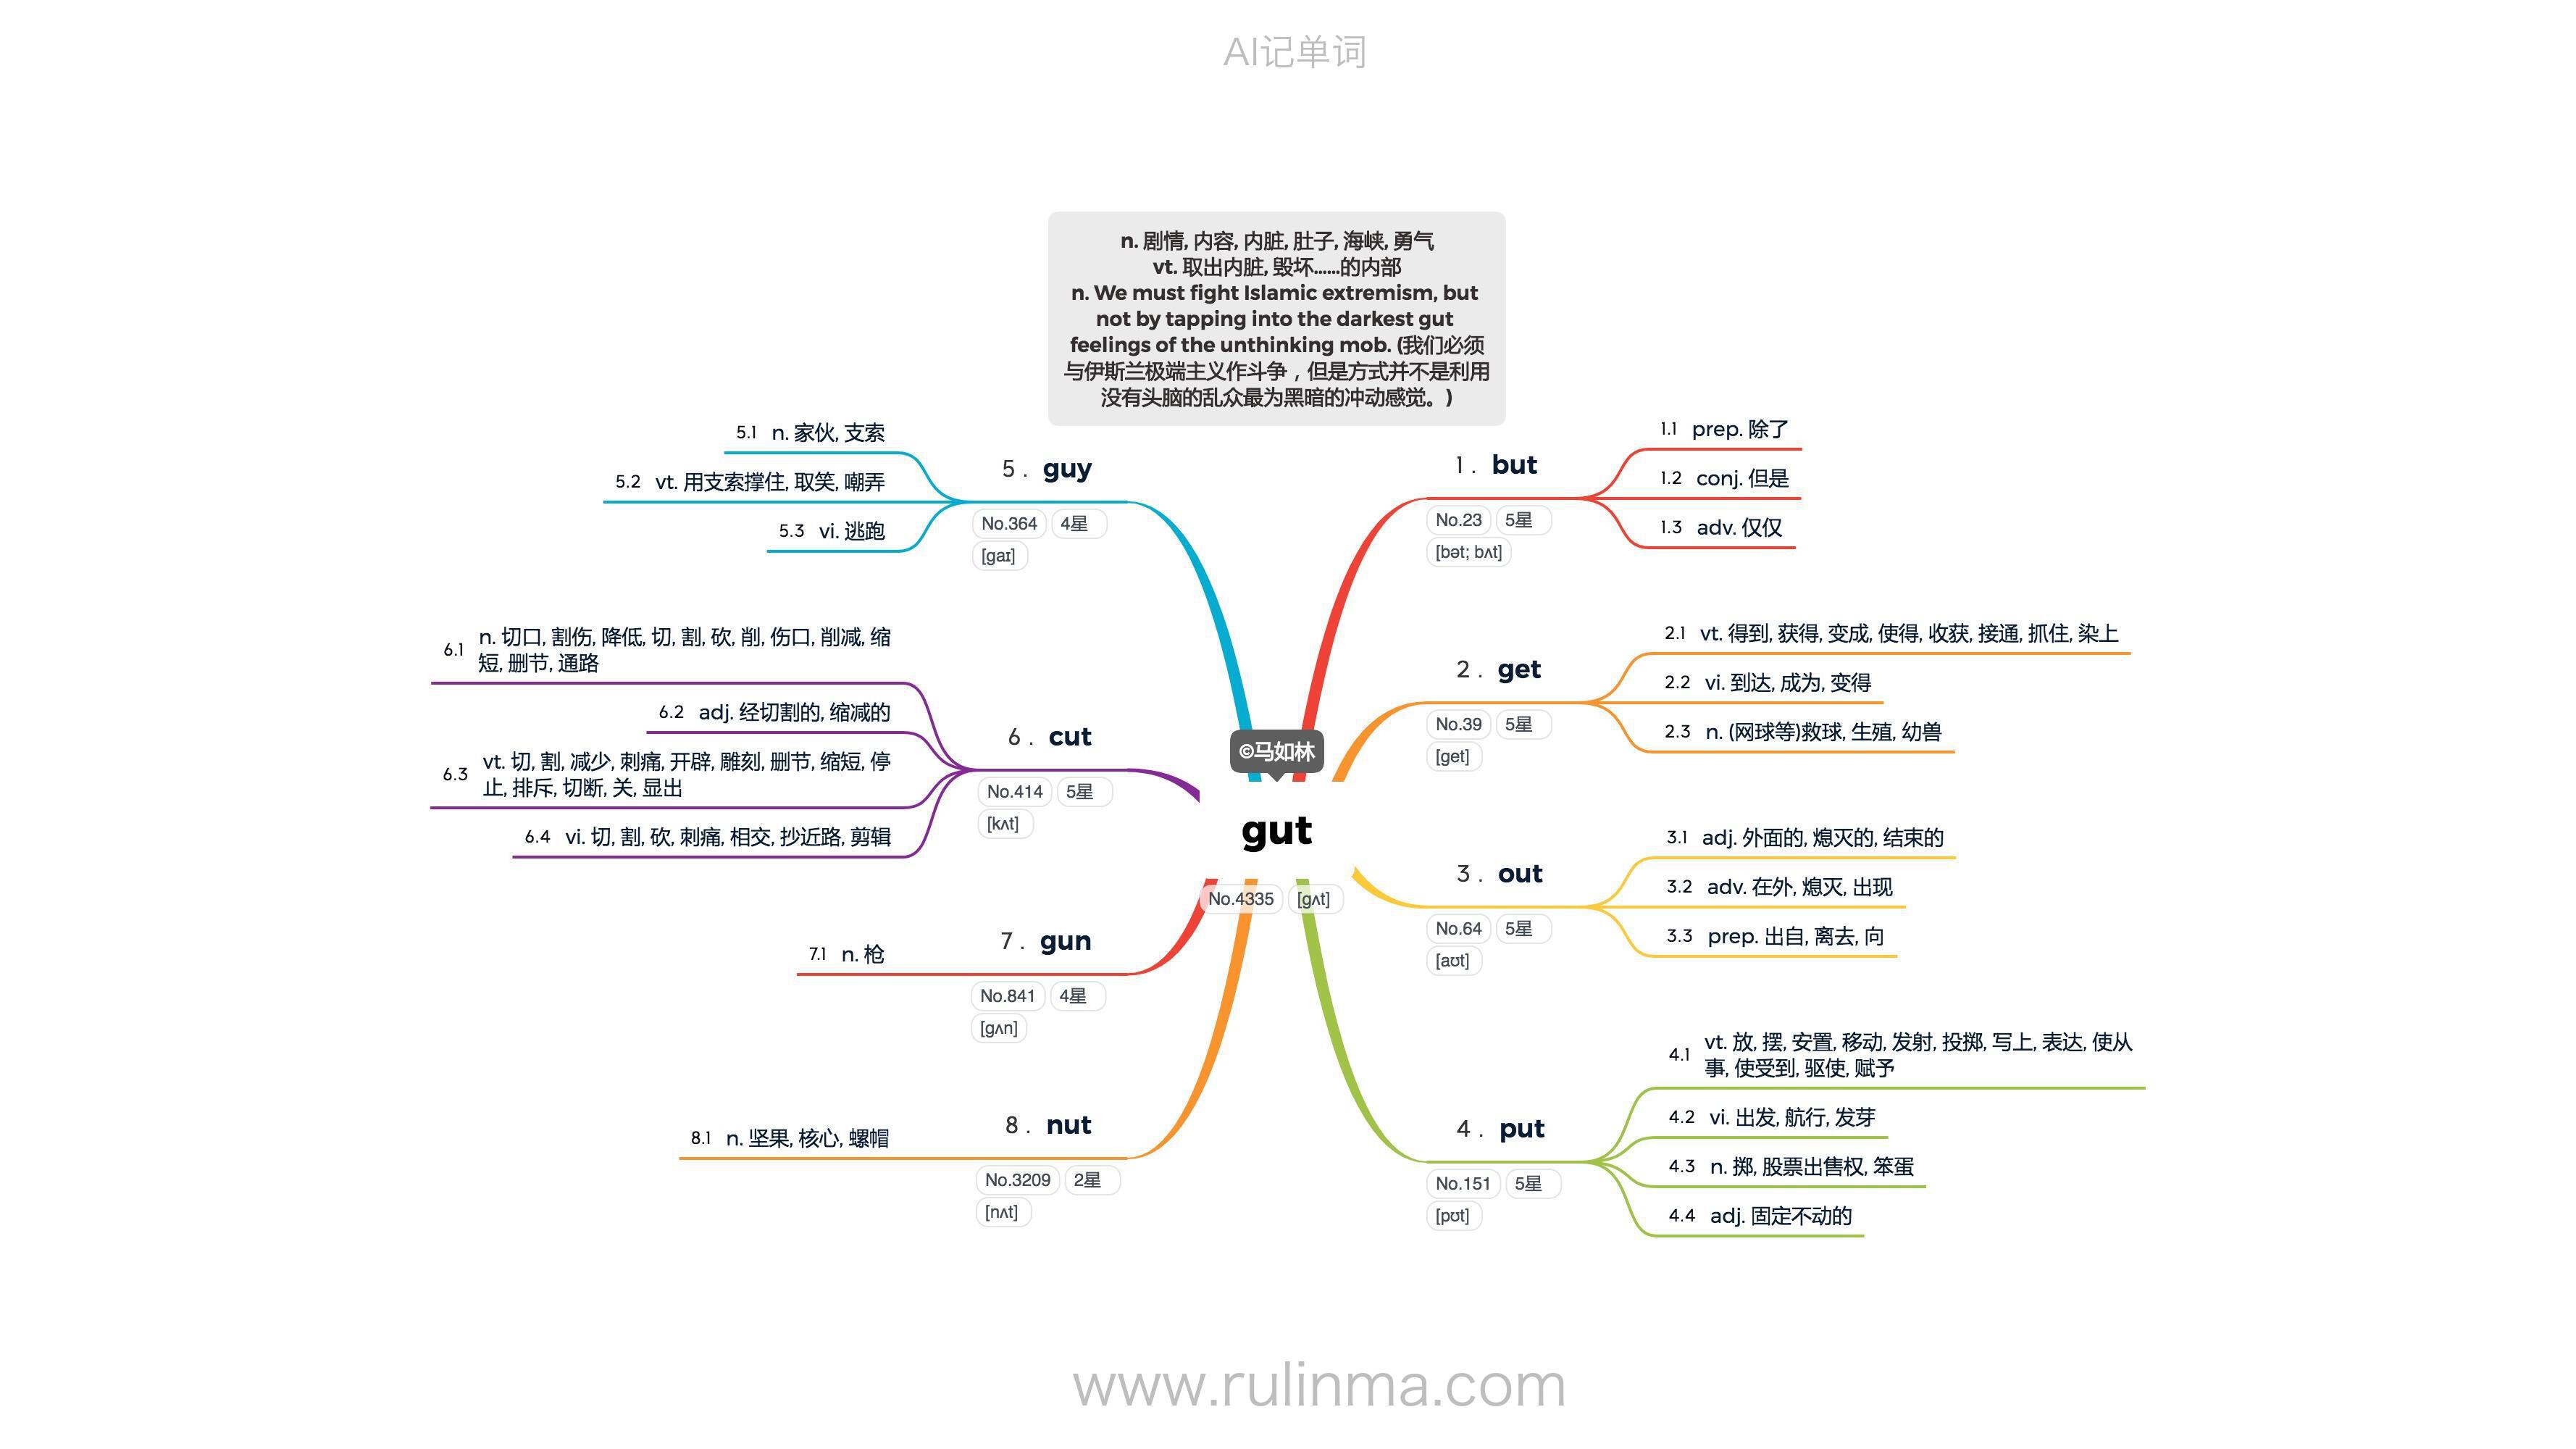 AI记单词
n. 剧情, 内容, 内脏, 肚子, 海峡, 勇气
vt. 取出内脏, 毁坏……的内部
n. We must fight Islamic extremism, but
not by tapping into the darkest gut
feelings of the unthinking mob. (我们必须
与伊斯兰极端主义作斗争，但是方式并不是利用
没有头脑的乱众最为黑暗的冲动感觉。)
©马如林
gut
No.4335 [gʌt]
1. but
No.23 5星
[bət; bʌt]
1.1 prep. 除了
1.2 conj. 但是
1.3 adv. 仅仅
2. get
No.39 5星
[get]
2.1 vt. 得到, 获得, 变成, 使得, 收获, 接通, 抓住, 染上
2.2 vi. 到达, 成为, 变得
2.3 n. (网球等)救球, 生殖, 幼兽
3. out
No.64 5星
[aʊt]
3.1 adj. 外面的, 熄灭的, 结束的
3.2 adv. 在外, 熄灭, 出现
3.3 prep. 出自, 离去, 向
4. put
No.151 5星
[pʊt]
4.1 vt. 放, 摆, 安置, 移动, 发射, 投掷, 写上, 表达, 使从
事, 使受到, 驱使, 赋予
4.2 vi. 出发, 航行, 发芽
4.3 n. 掷, 股票出售权, 笨蛋
4.4 adj. 固定不动的
5. guy
No.364 4星
[gaɪ]
5.1 n. 家伙, 支索
5.2 vt. 用支索撑住, 取笑, 嘲弄
5.3 vi. 逃跑
6. cut
No.414 5星
[kʌt]
6.1 n. 切口, 割伤, 降低, 切, 割, 砍, 削, 伤口, 削减, 缩
短, 删节, 通路
6.2 adj. 经切割的, 缩减的
6.3 vt. 切, 割, 减少, 刺痛, 开辟, 雕刻, 删节, 缩短, 停
止, 排斥, 切断, 关, 显出
6.4 vi. 切, 割, 砍, 刺痛, 相交, 抄近路, 剪辑
7. gun
No.841 4星
[gʌn]
7.1 n. 枪
8. nut
No.3209 2星
[nʌt]
8.1 n. 坚果, 核心, 螺帽
www.rulinma.com